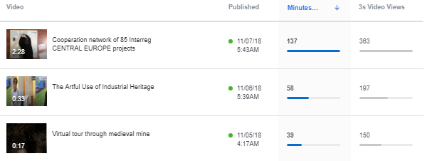 Video Published Minutes... ↓ 3s Video Views
2:28 Cooperation network of 85 Interreg CENTRAL EUROPE projects 11/07/18 5:43AM 137 363
0:33 The Artful Use of Industrial Heritage 11/06/18 5:39AM 58 197
0:17 Virtual tour through medieval mine 11/05/18 4:17AM 39 150